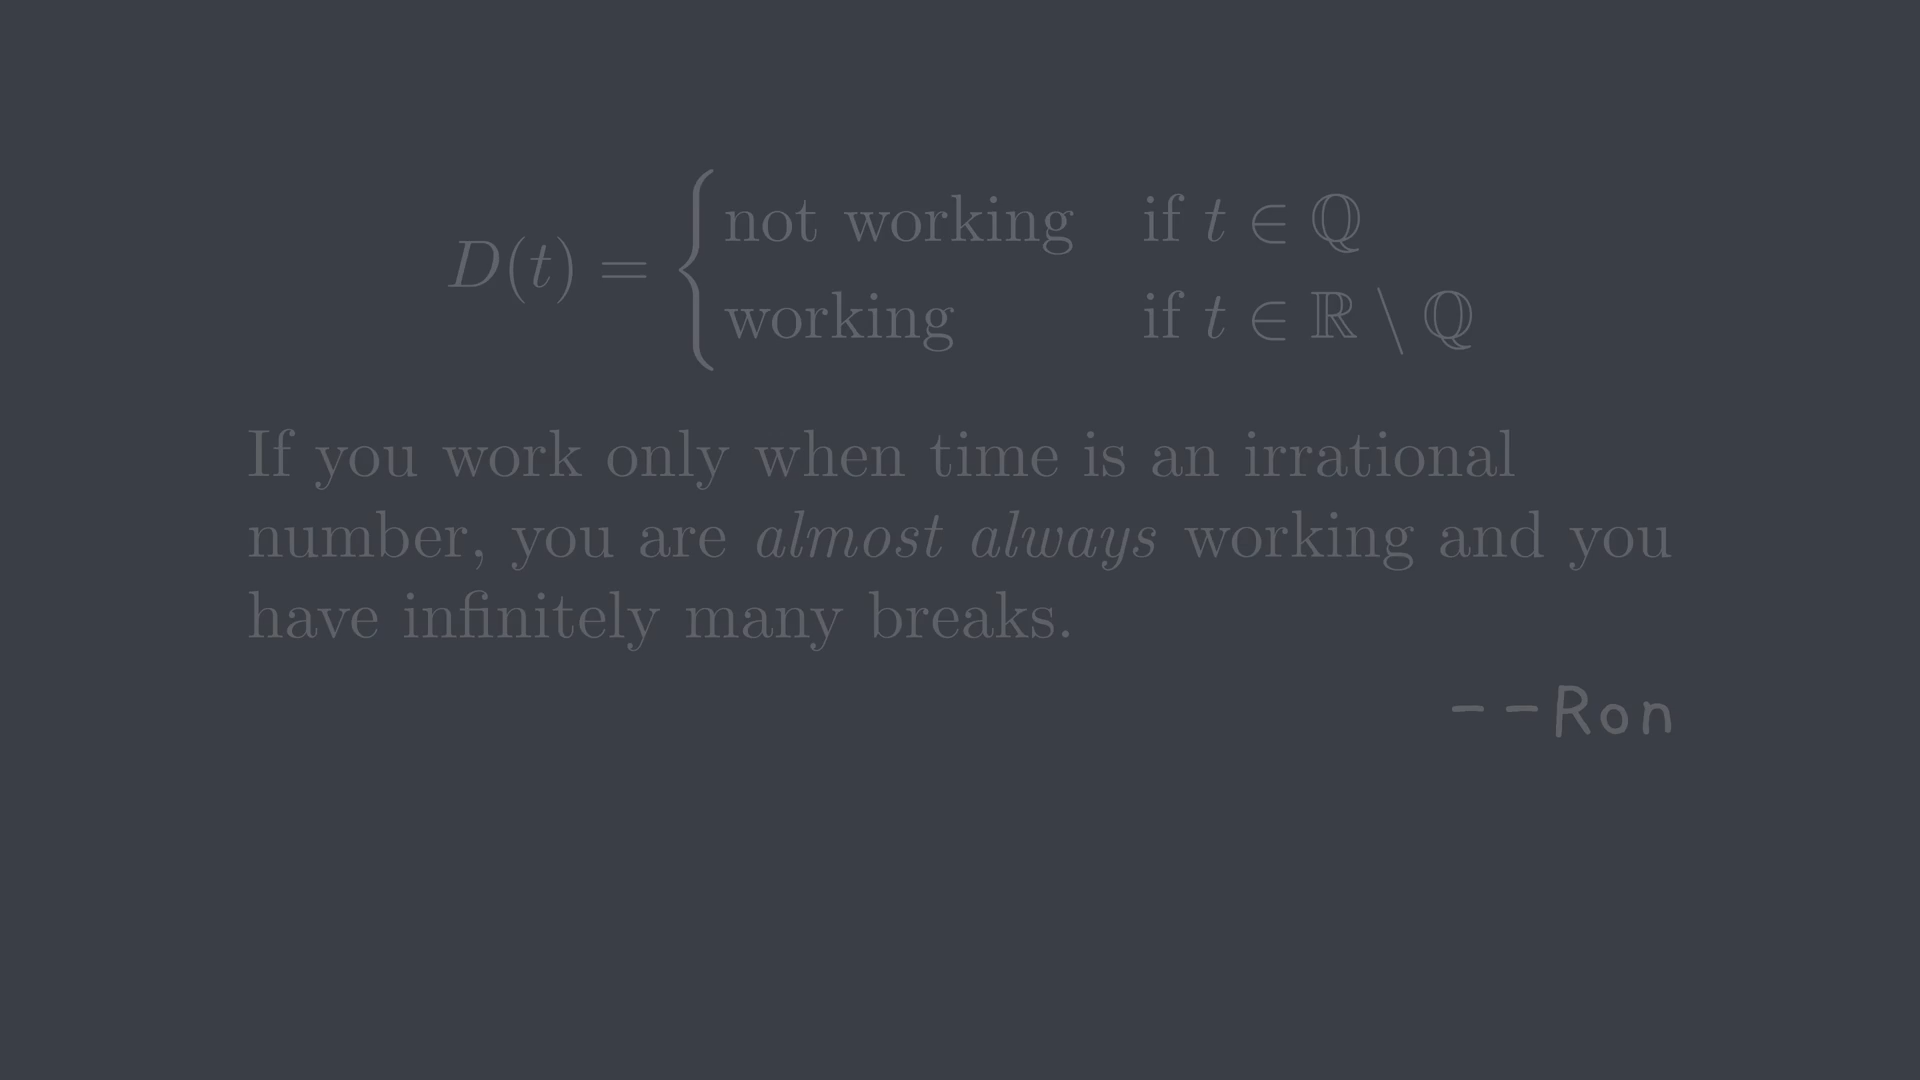 D(t) = { not working if t ∈ ℚ
working if t ∈ ℝ \ ℚ
If you work only when time is an irrational
number, you are almost always working and you
have infinitely many breaks.
--Ron